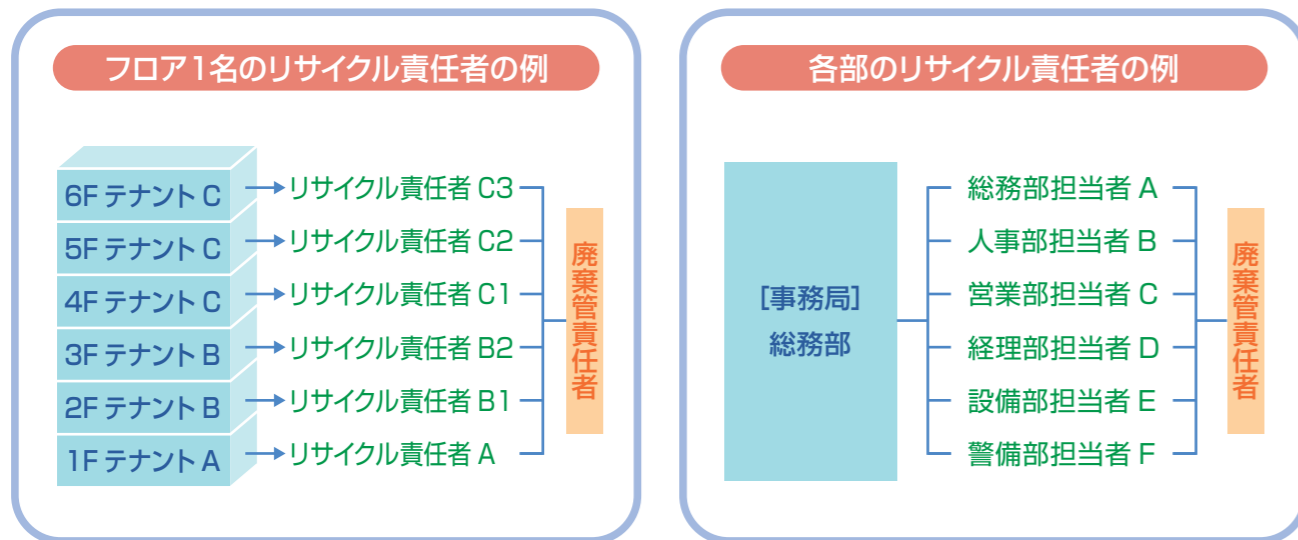 フロア1名のリサイクル責任者の例
6F テナント C
リサイクル責任者 C3
5F テナント C
リサイクル責任者 C2
4F テナント C
リサイクル責任者 C1
3F テナント B
リサイクル責任者 B2
2F テナント B
リサイクル責任者 B1
1F テナント A
リサイクル責任者 A
廃棄管責任者
各部のリサイクル責任者の例
[事務局]
総務部
総務部担当者 A
人事部担当者 B
営業部担当者 C
経理部担当者 D
設備部担当者 E
警備部担当者 F
廃棄管責任者